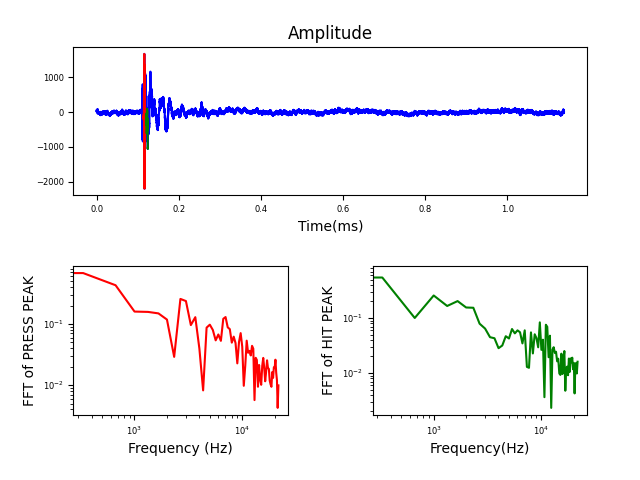 Amplitude
1000
0
−1000
−2000
0.0 0.2 0.4 0.6 0.8 1.0
Time(ms)
FFT of PRESS PEAK
10⁻¹
10⁻²
10³ 10⁴
Frequency (Hz)
FFT of HIT PEAK
10⁻¹
10⁻²
10³ 10⁴
Frequency(Hz)